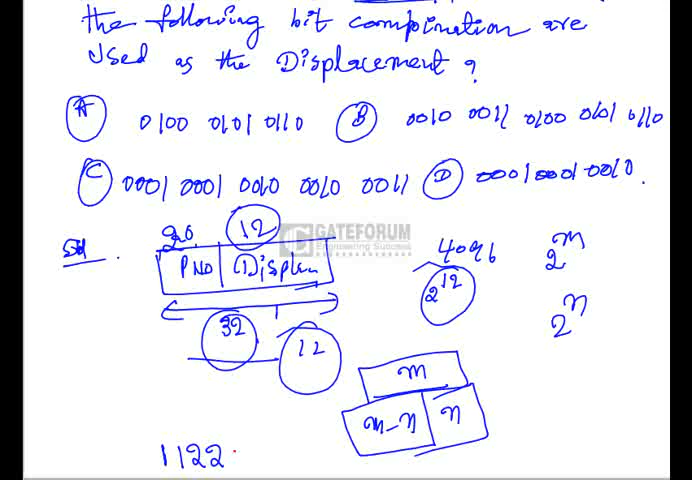 the following bit compination are
Used as the Displacement?
A 0100 0101 0110 B 0010 0011 0100 0101 0110
C 0001 0001 0010 0010 0011 D 0001 0001 0010.
Sol. 20 12
GATEFORUM
Engineering Success
P No Displcm
4096
2^12
2^m
2^n
32
12
m
m-n n
1122